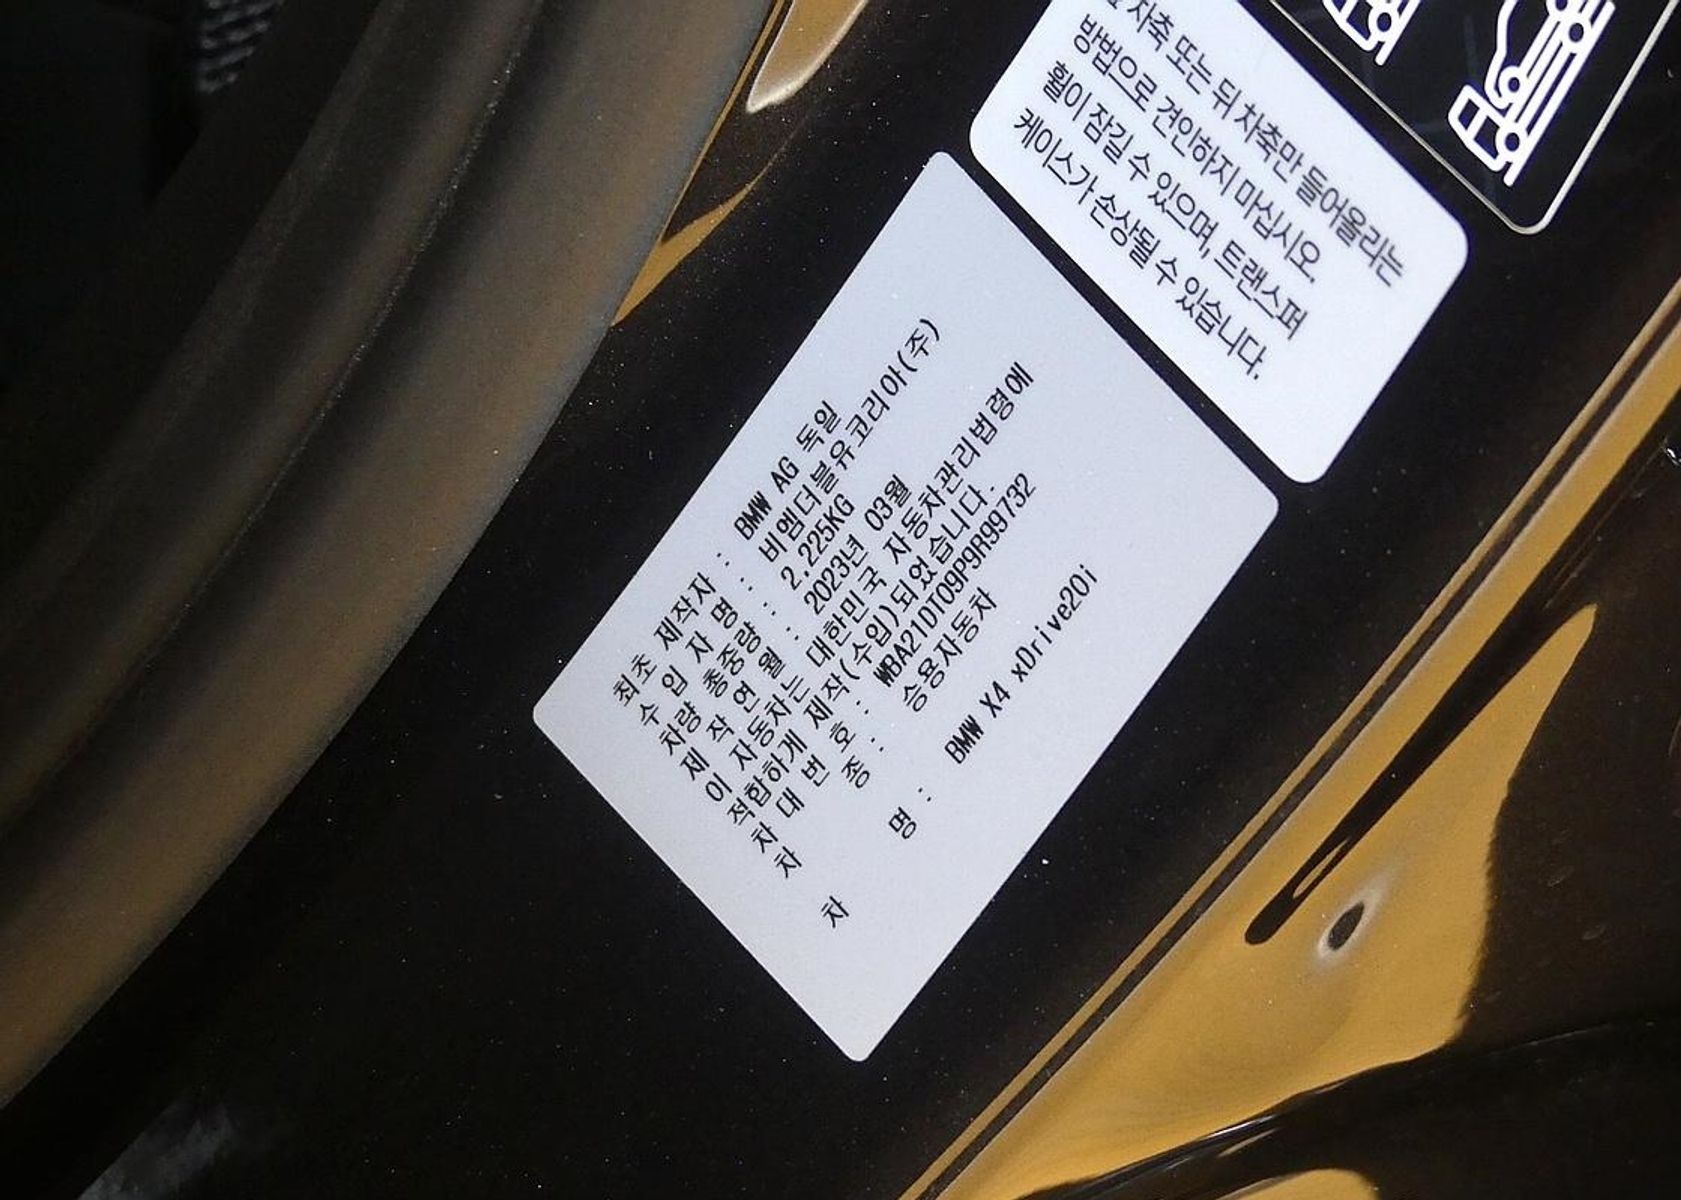 차축 또는 뒤 차축만 들어올리는
방법으로 견인하지 마십시오.
휠이 잠길 수 있으며, 트랜스퍼
케이스가 손상될 수 있습니다.
최초 제작자 : BMW AG 독일
수 입 자 명 : 비엠더블유코리아(주)
차량 총중량 : 2.225KG
제 작 연 월 : 2023년 03월
이 자동차는 대한민국 자동차관리법령에
적합하게 제작(수입)되었습니다.
차 대 번 호 : WBA21DT09P9R99732
차 종 : 승용자동차
차 명 : BMW X4 xDrive20i